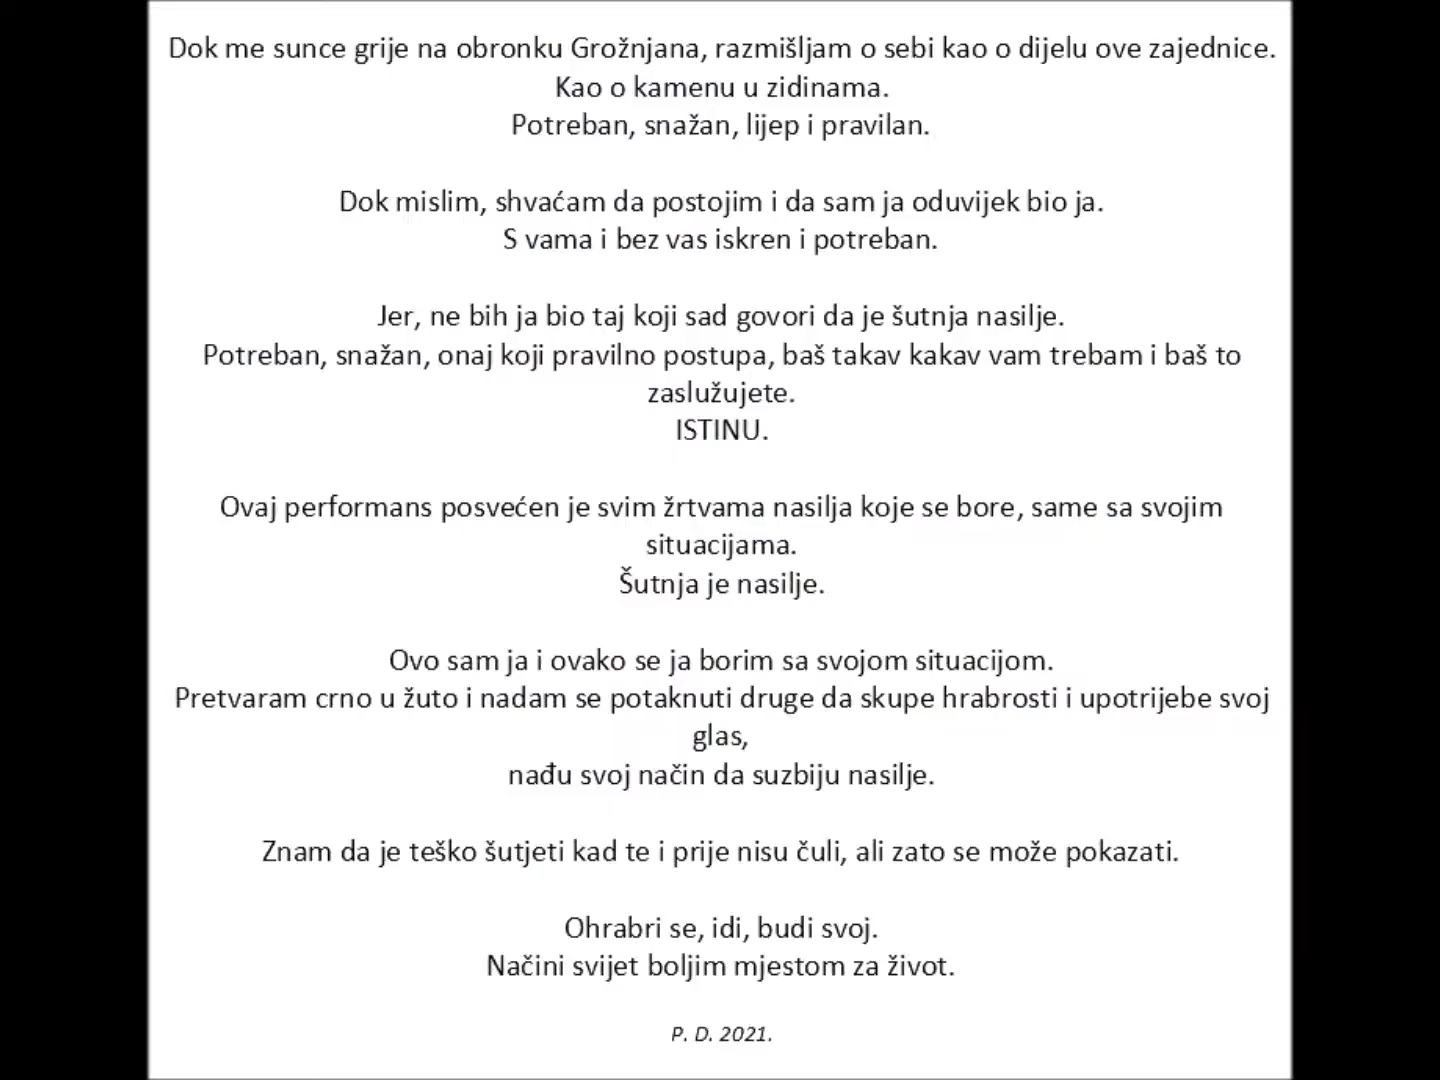 Dok me sunce grije na obronku Grožnjana, razmišljam o sebi kao o dijelu ove zajednice.
Kao o kamenu u zidinama.
Potreban, snažan, lijep i pravilan.
Dok mislim, shvaćam da postojim i da sam ja oduvijek bio ja.
S vama i bez vas iskren i potreban.
Jer, ne bih ja bio taj koji sad govori da je šutnja nasilje.
Potreban, snažan, onaj koji pravilno postupa, baš takav kakav vam trebam i baš to
zaslužujete.
ISTINU.
Ovaj performans posvećen je svim žrtvama nasilja koje se bore, same sa svojim
situacijama.
Šutnja je nasilje.
Ovo sam ja i ovako se ja borim sa svojom situacijom.
Pretvaram crno u žuto i nadam se potaknuti druge da skupe hrabrosti i upotrijebe svoj
glas,
nađu svoj način da suzbiju nasilje.
Znam da je teško šutjeti kad te i prije nisu čuli, ali zato se može pokazati.
Ohrabri se, idi, budi svoj.
Načini svijet boljim mjestom za život.
P. D. 2021.